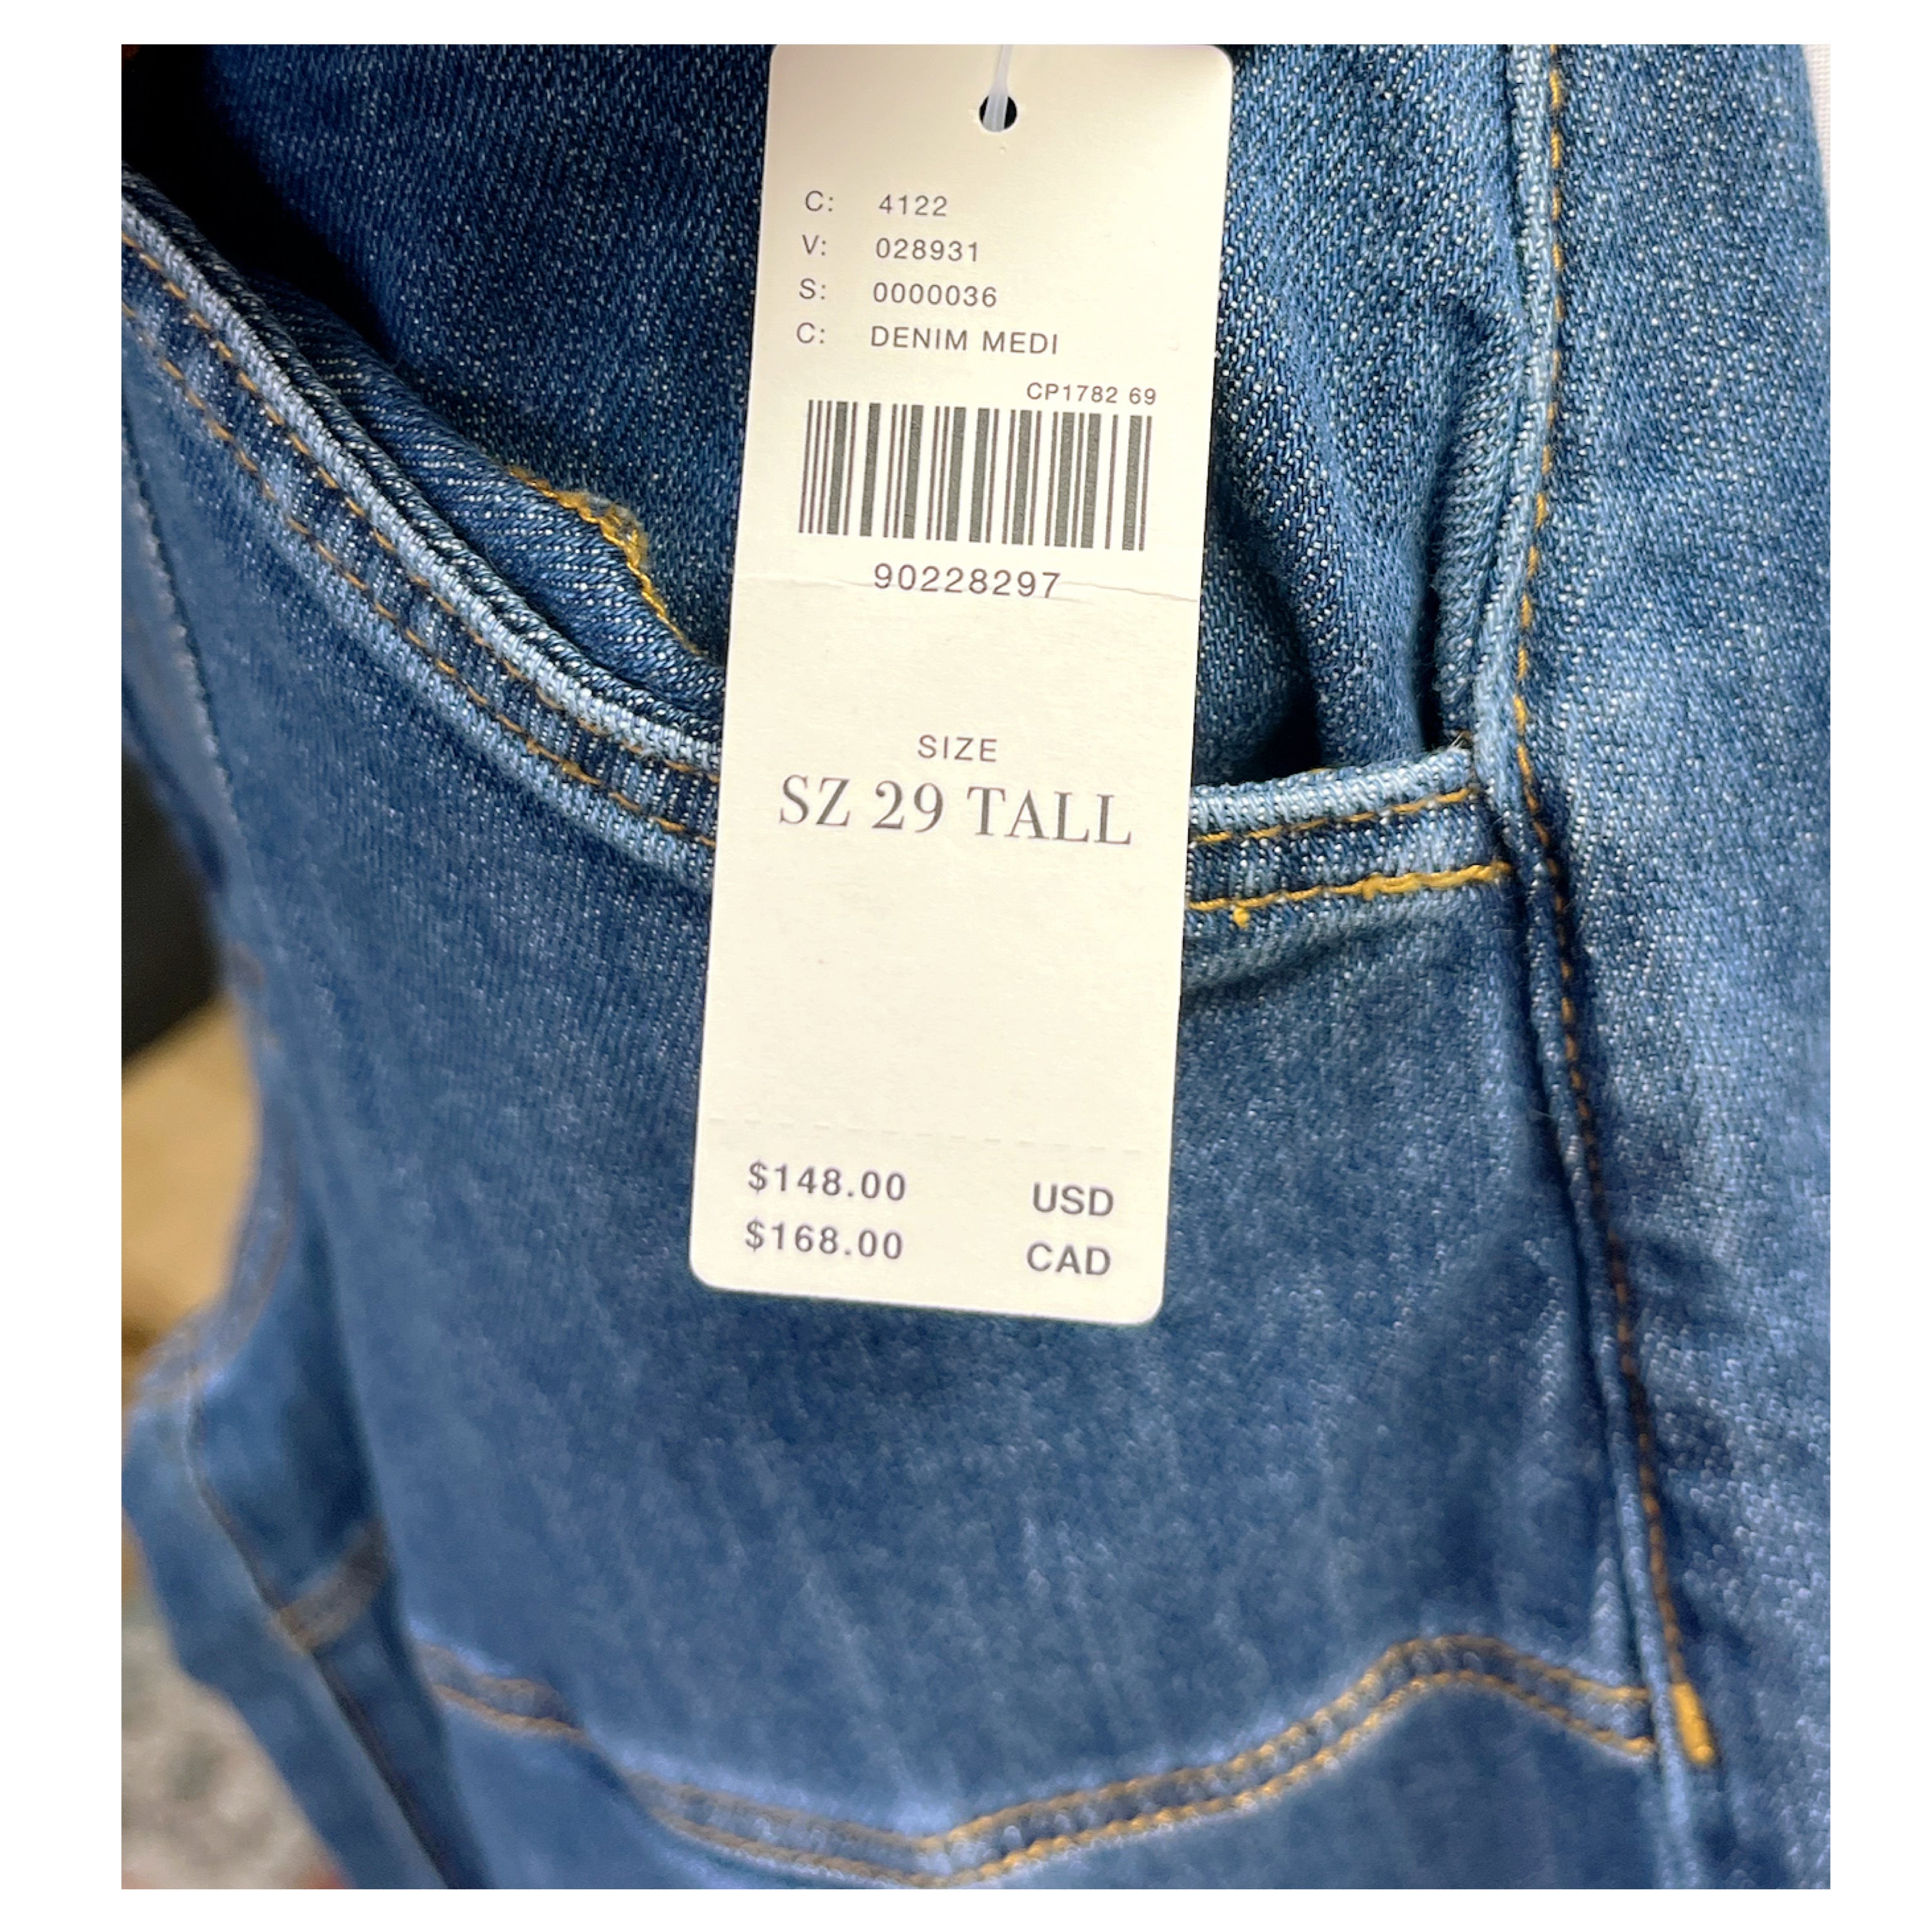 C: 4122
V: 028931
S: 0000036
C: DENIM MEDI
CP1782 69
90228297
SIZE
SZ 29 TALL
$148.00 USD
$168.00 CAD